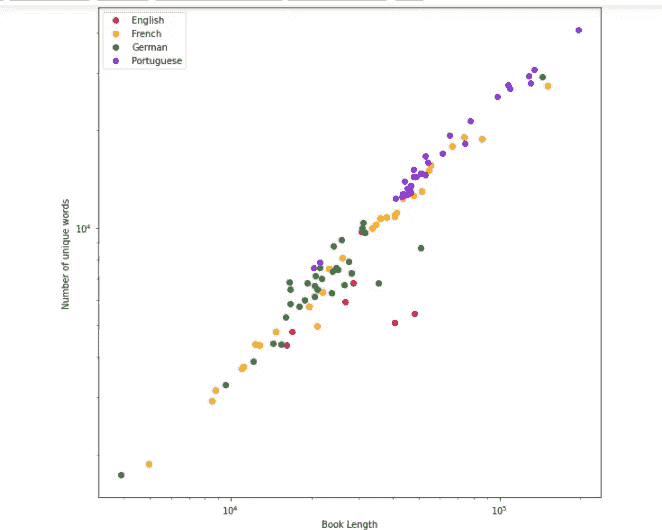 English
French
German
Portuguese
Number of unique words
10⁴
10⁴
10⁵
Book Length